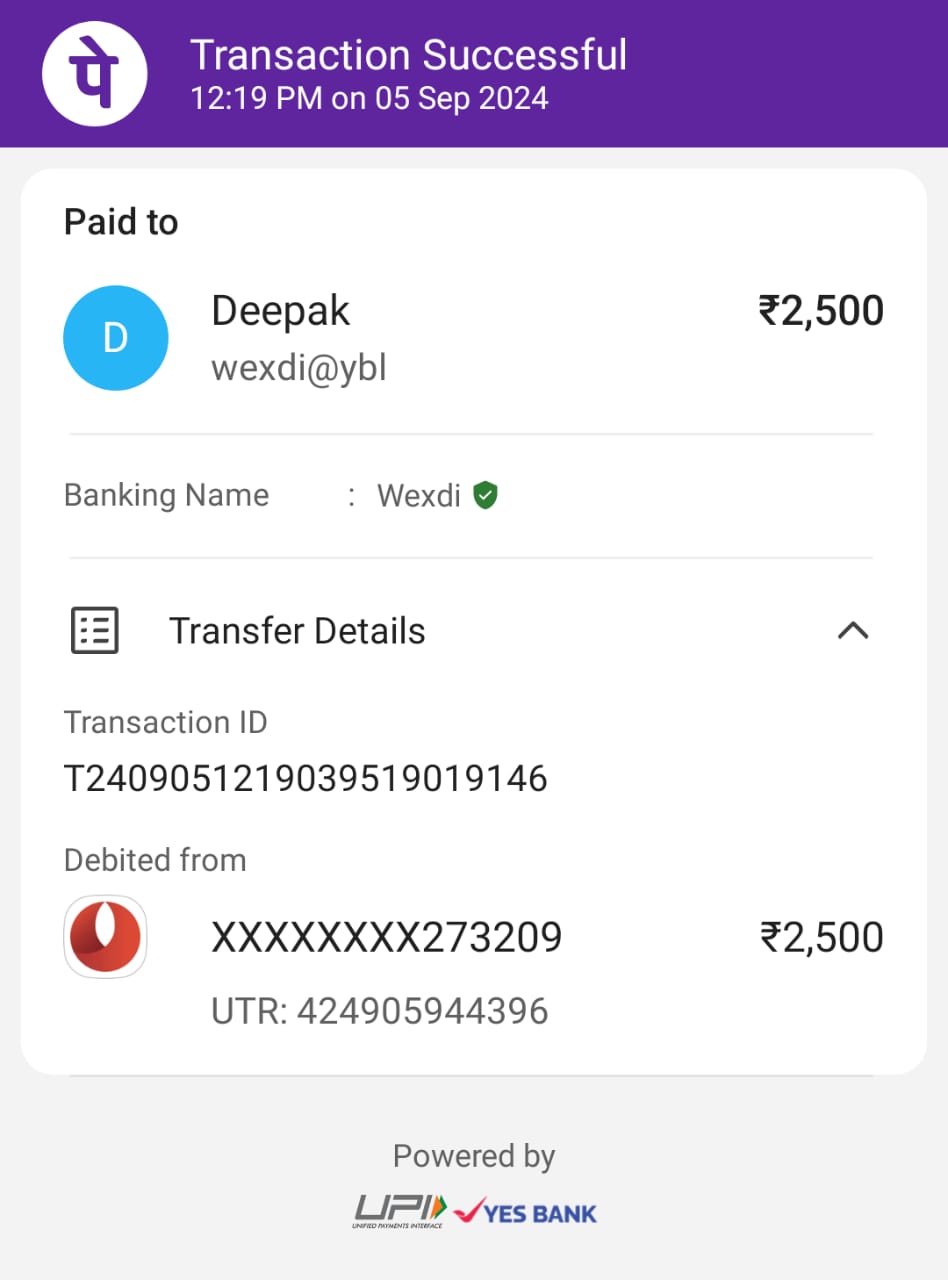 पे
Transaction Successful
12:19 PM on 05 Sep 2024
Paid to
D
Deepak
₹2,500
wexdi@ybl
Banking Name : Wexdi
Transfer Details
Transaction ID
T2409051219039519019146
Debited from
XXXXXXXX273209 ₹2,500
UTR: 424905944396
Powered by
UPI
UNIFIED PAYMENTS INTERFACE
YES BANK